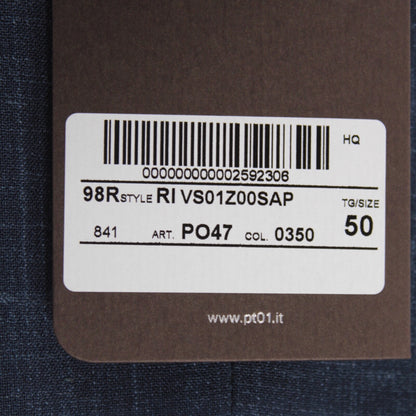 HQ
000000000002592306
98R STYLE RI VS01Z00SAP
TG/SIZE
841 ART. PO47 COL. 0350 50
www.pt01.it